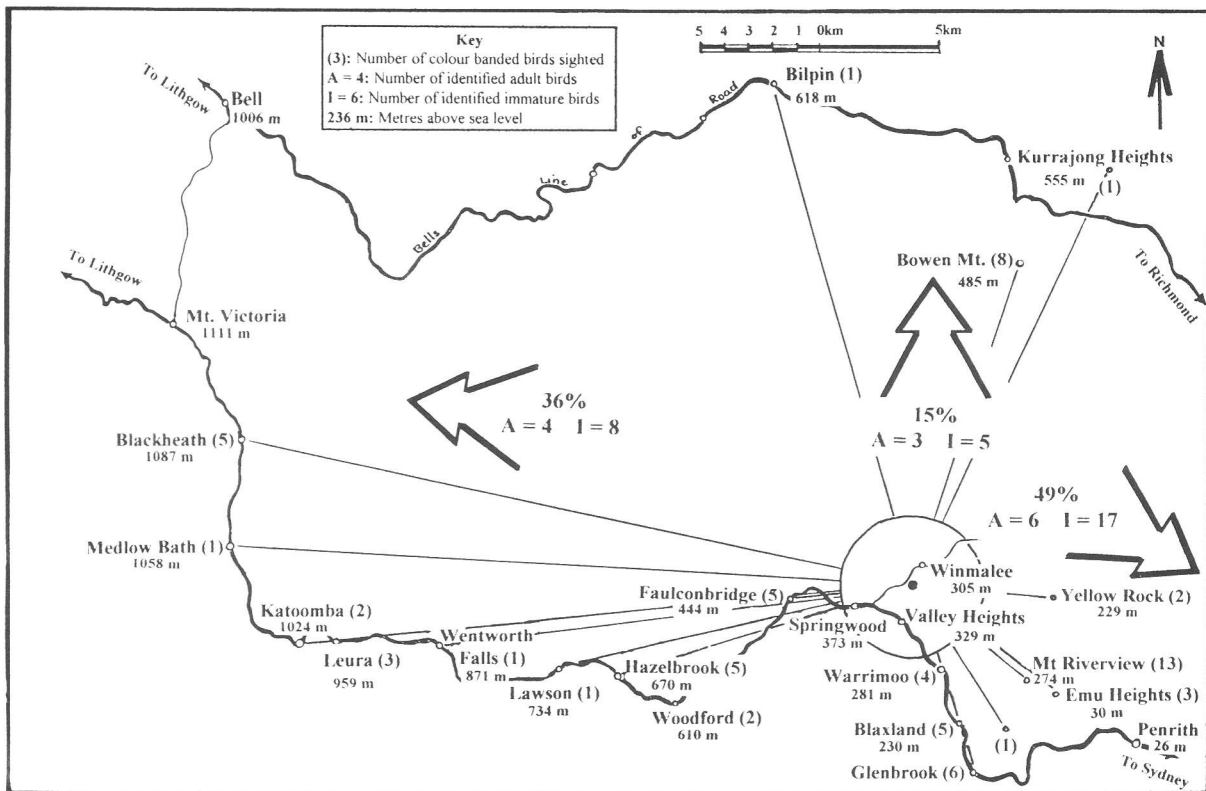 Key
(3): Number of colour banded birds sighted
A = 4: Number of identified adult birds
I = 6: Number of identified immature birds
236 m: Metres above sea level
5 4 3 2 1 0km 5km
N
To Lithgow
Bell
1006 m
Bells
Line
of
Road
Bilpin (1)
618 m
Kurrajong Heights
555 m
(1)
To Richmond
Bowen Mt. (8)
485 m
To Lithgow
Mt. Victoria
1111 m
36%
A = 4 I = 8
15%
A = 3 I = 5
49%
A = 6 I = 17
Blackheath (5)
1087 m
Medlow Bath (1)
1058 m
Katoomba (2)
1024 m
Leura (3)
959 m
Wentworth
Falls (1)
871 m
Lawson (1)
734 m
Hazelbrook (5)
670 m
Woodford (2)
610 m
Faulconbridge (5)
444 m
Springwood
373 m
Winmalee
305 m
Valley Heights
329 m
Yellow Rock (2)
229 m
Mt Riverview (13)
274 m
Emu Heights (3)
30 m
Warrimoo (4)
281 m
Blaxland (5)
230 m
(1)
Glenbrook (6)
Penrith
26 m
To Sydney